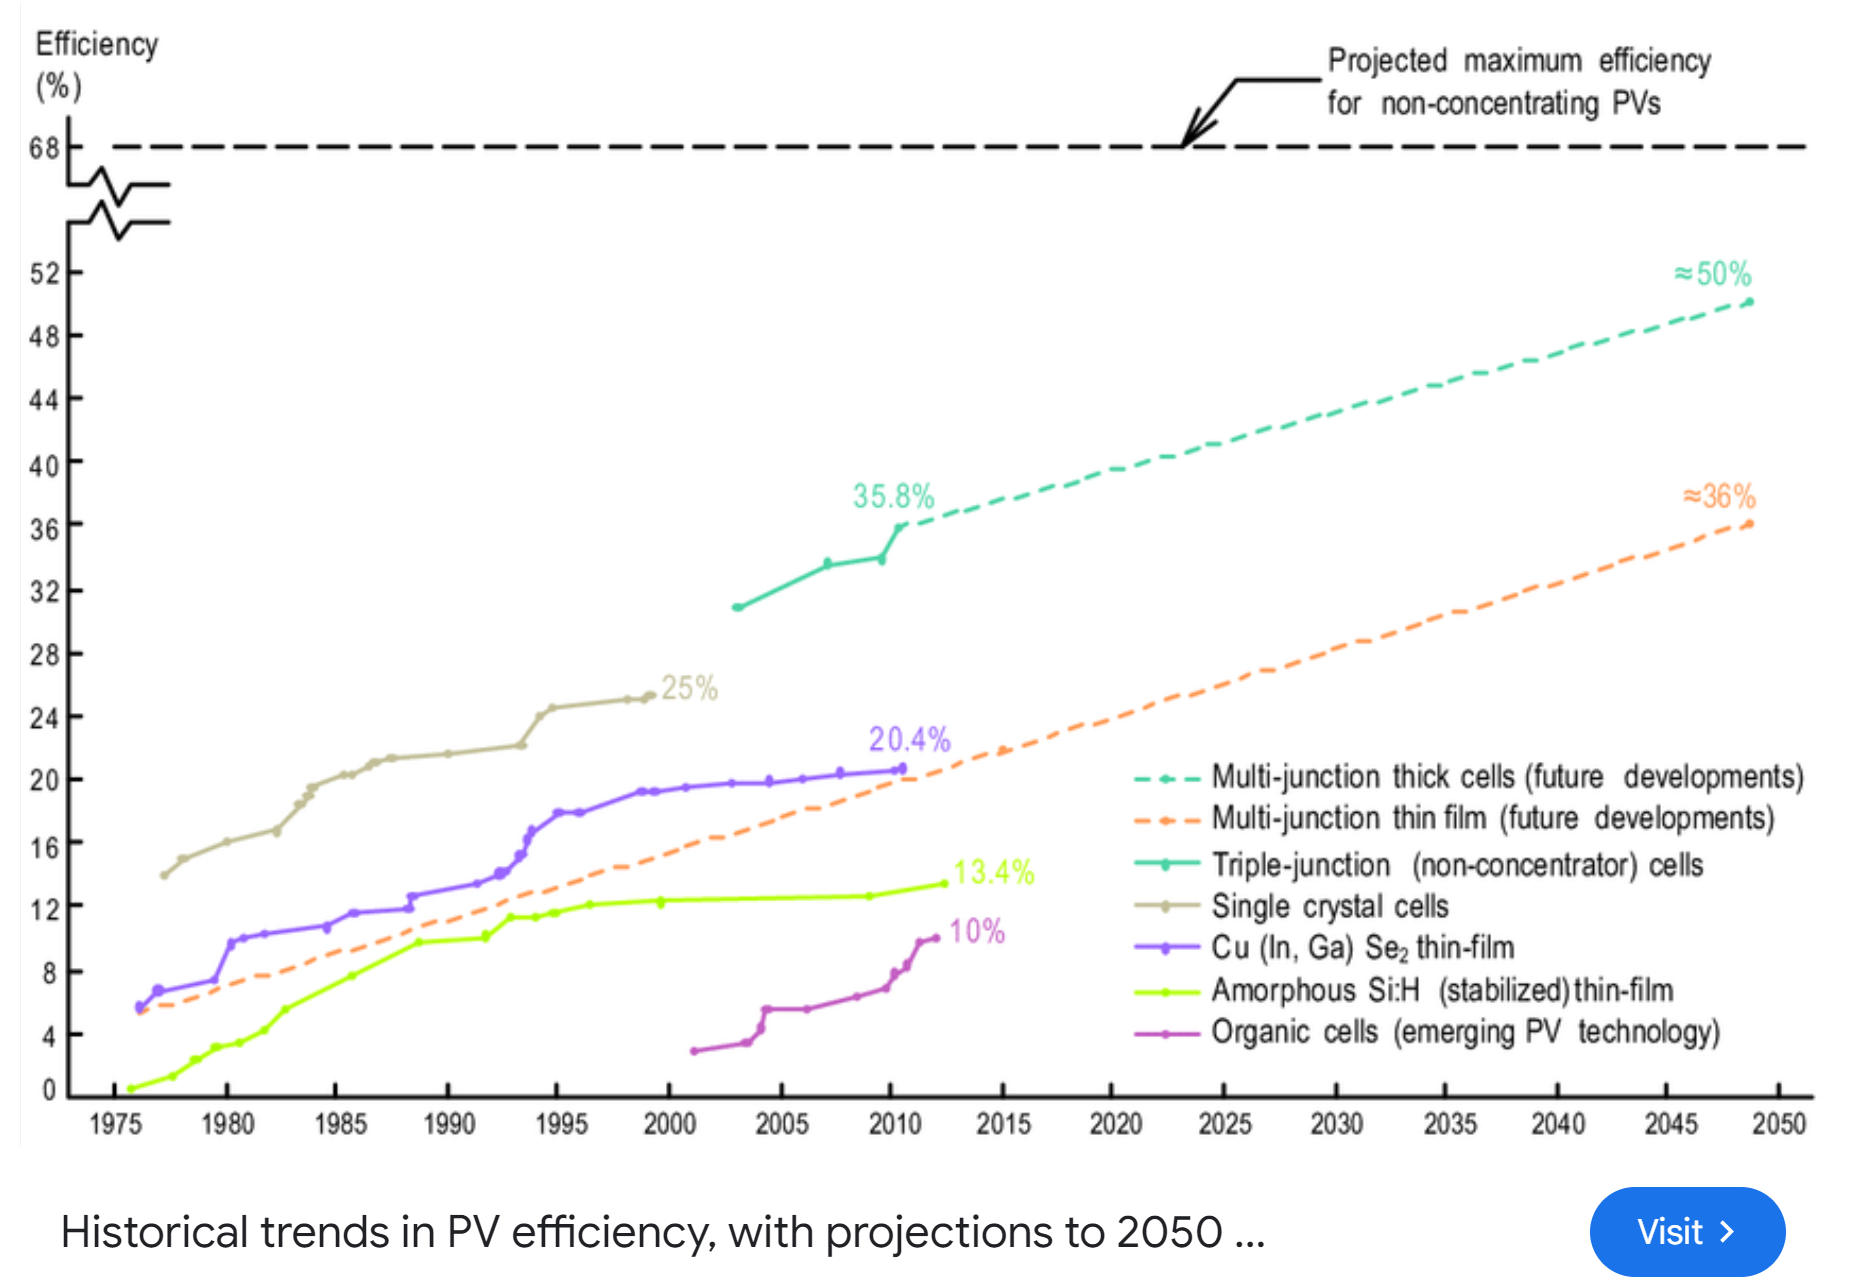 Efficiency
(%)
Projected maximum efficiency
for non-concentrating PVs
68
52
48
44
40
36
32
28
24
20
16
12
8
4
0
≈50%
35.8%
≈36%
25%
20.4%
13.4%
10%
Multi-junction thick cells (future developments)
Multi-junction thin film (future developments)
Triple-junction (non-concentrator) cells
Single crystal cells
Cu (In, Ga) Se₂ thin-film
Amorphous Si:H (stabilized) thin-film
Organic cells (emerging PV technology)
1975 1980 1985 1990 1995 2000 2005 2010 2015 2020 2025 2030 2035 2040 2045 2050
Historical trends in PV efficiency, with projections to 2050 ...
Visit >